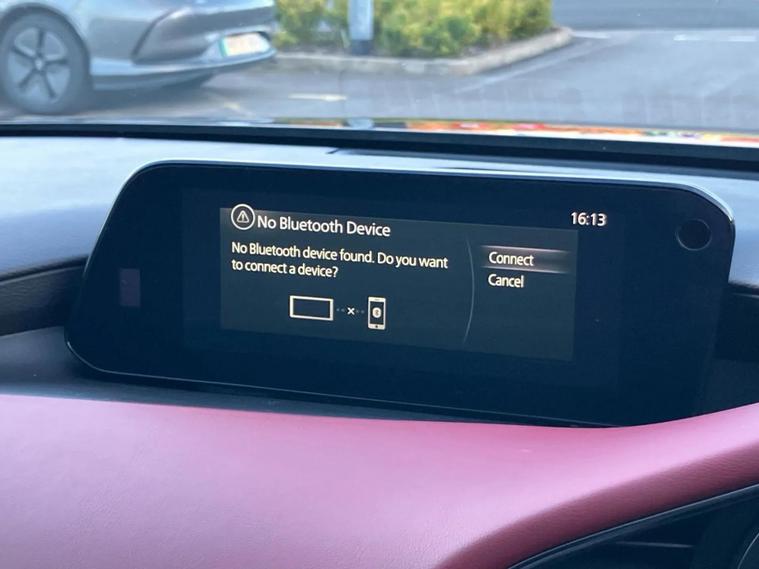 No Bluetooth Device
16:13
No Bluetooth device found. Do you want
to connect a device?
Connect
Cancel